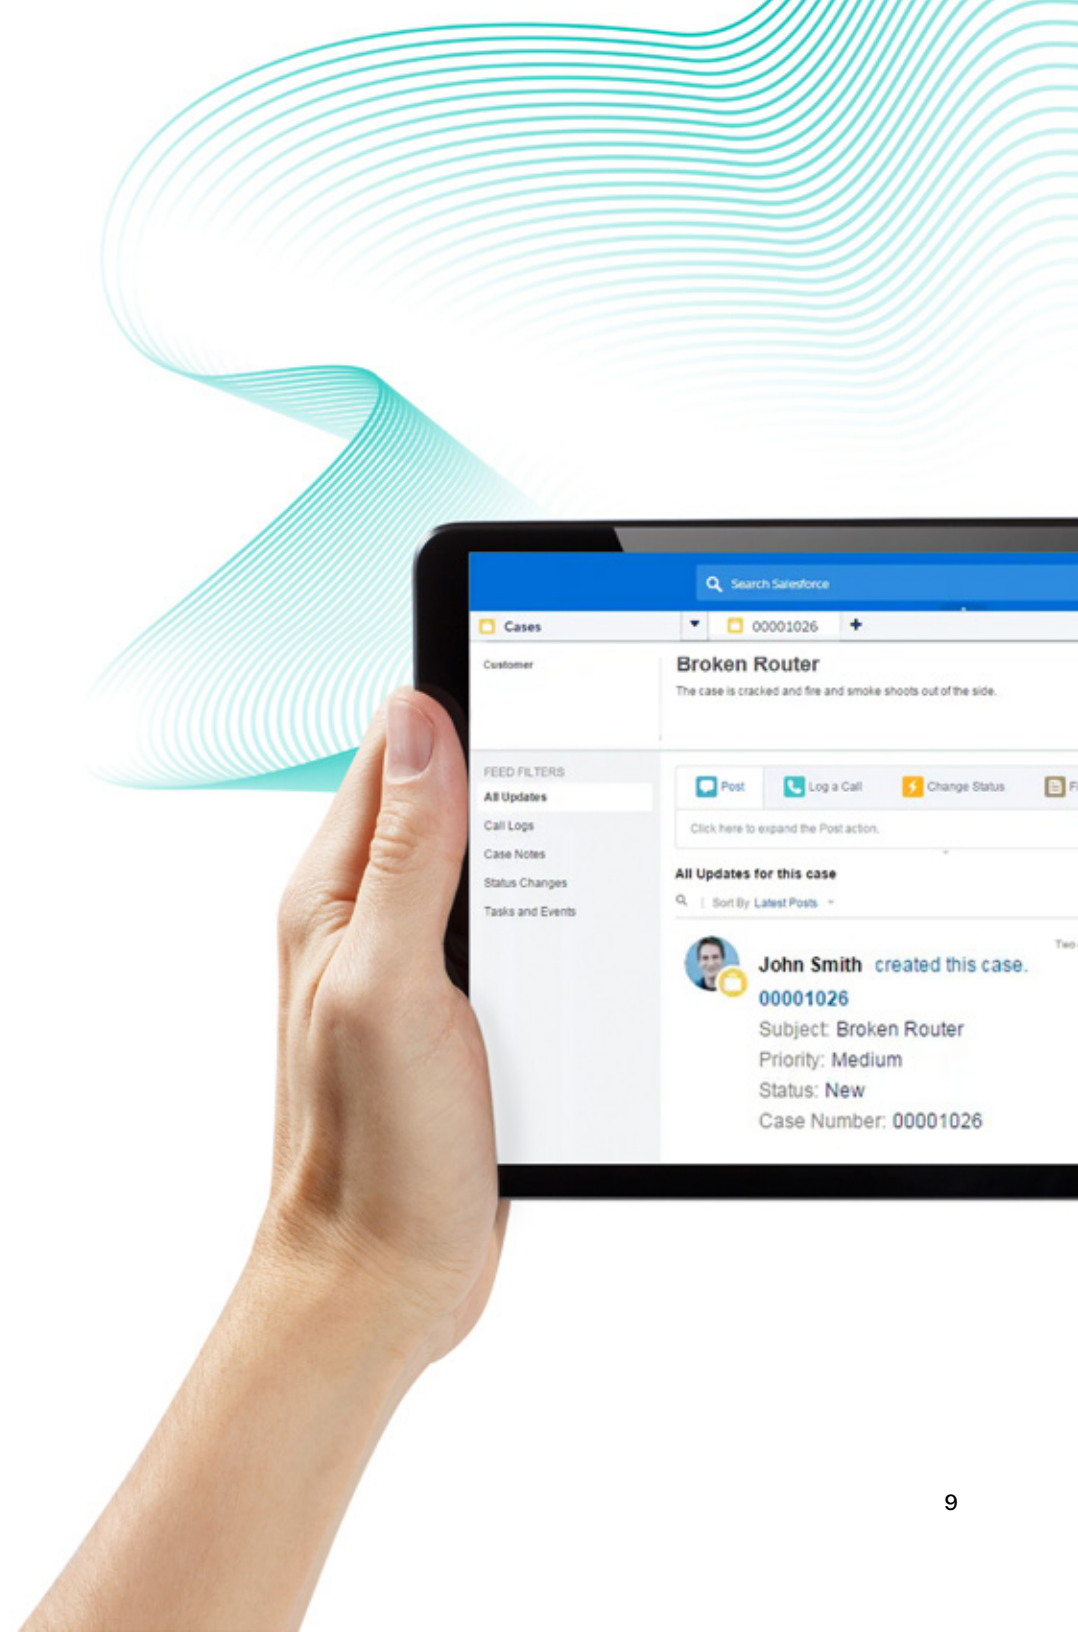 Search Salesforce
Cases
00001026
Customer
Broken Router
The case is cracked and fire and smoke shoots out of the side.
FEED FILTERS
All Updates
Call Logs
Case Notes
Status Changes
Tasks and Events
Post Log a Call Change Status
Click here to expand the Post action.
All Updates for this case
Sort By Latest Posts
Two
John Smith created this case.
00001026
Subject: Broken Router
Priority: Medium
Status: New
Case Number: 00001026
9